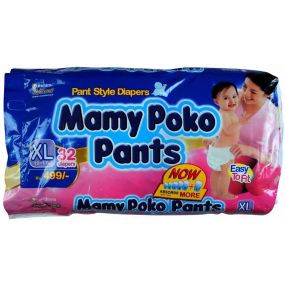 Pant Style Diapers
Mamy Poko
Pants
XL
32
diapers
499/-
NOW
ABSORBS
MORE
Easy
To Fit
Mamy Poko Pants
XL